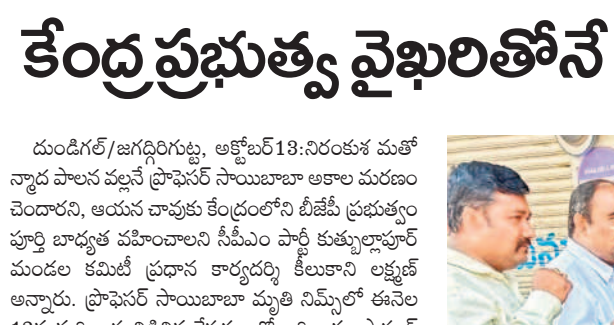 కేంద్ర ప్రభుత్వ వైఖరితోనే
దుండిగల్/జగద్గిరిగుట్ట, అక్టోబర్13:నిరంకుశ మతో
న్మాద పాలన వల్లనే ప్రొఫెసర్ సాయిబాబా అకాల మరణం
చెందారని, ఆయన చావుకు కేంద్రంలోని బీజేపీ ప్రభుత్వం
పూర్తి బాధ్యత వహించాలని సీపీఎం పార్టీ కుత్బుల్లాపూర్
మండల కమిటీ ప్రధాన కార్యదర్శి కీలుకాని లక్ష్మణ్
అన్నారు. ప్రొఫెసర్ సాయిబాబా మృతి నిమ్స్‌లో ఈనెల